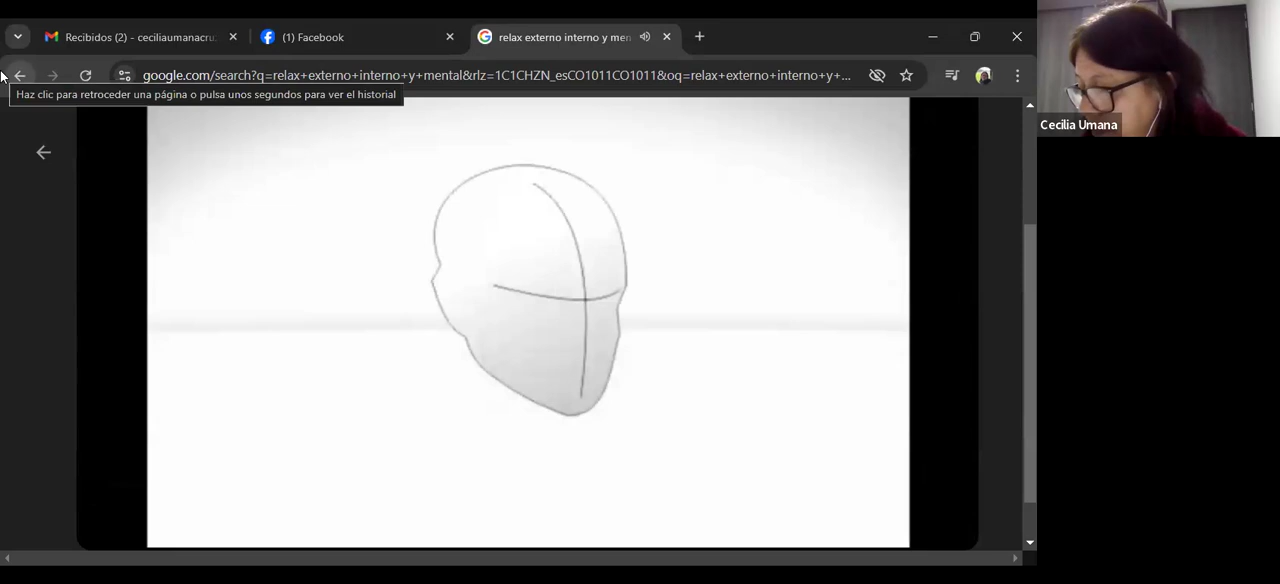 Recibidos (2) - ceciliaumanacru
(1) Facebook
relax externo interno y men
google.com/search?q=relax+externo+interno+y+mental&rlz=1C1CHZN_esCO1011CO1011&oq=relax+externo+interno+y+...
Haz clic para retroceder una página o pulsa unos segundos para ver el historial
Cecilia Umana